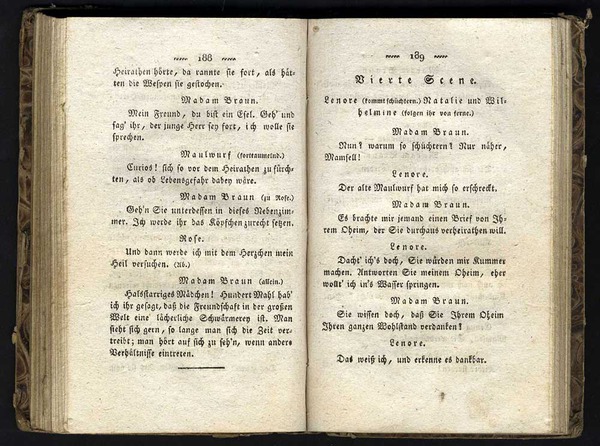 188
Heirathen hörte, da rannte sie fort, als hät-
ten die Wespen sie gestochen.
Madam Braun.
Mein Freund, du bist ein Esel. Geh' und
sag' ihr, der junge Herr sey fort, ich wolle sie
sprechen.
Maulwurf (forttaumelnd.)
Curios! sich so vor dem Heirathen zu fürch-
ten, als ob Lebensgefahr dabey wäre.
Madam Braun (zu Rose.)
Geh'n Sie unterdessen in dieses Nebenzim-
mer. Ich werde ihr das Köpfchen zurecht setzen.
Rose.
Und dann werde ich mit dem Herzchen mein
Heil versuchen. (Ab.)
Madam Braun (allein.)
Halsstarriges Mädchen! Hundert Mahl hab'
ich ihr gesagt, daß die Freundschaft in der großen
Welt eine lächerliche Schwärmerey ist. Man
sieht sich gern, so lange man sich die Zeit ver-
treibt; man hört auf sich zu seh'n, wenn andere
Verhältnisse eintreten.
189
Vierte Scene.
Lenore (kommt schüchtern.) Natalie und Wil-
helmine (folgen ihr von ferne.)
Madam Braun.
Nun? warum so schüchtern? Nur näher,
Mamsell!
Lenore.
Der alte Maulwurf hat mich so erschreckt.
Madam Braun.
Es brachte mir jemand einen Brief von Ih-
rem Oheim, der Sie durchaus verheirathen will.
Lenore.
Dacht' ich's doch, Sie würden mir Kummer
machen. Antworten Sie meinem Oheim, eher
wollt' ich in's Wasser springen.
Madam Braun.
Sie wissen doch, daß Sie Ihrem Oheim
Ihren ganzen Wohlstand verdanken?
Lenore.
Das weiß ich, und erkenne es dankbar.